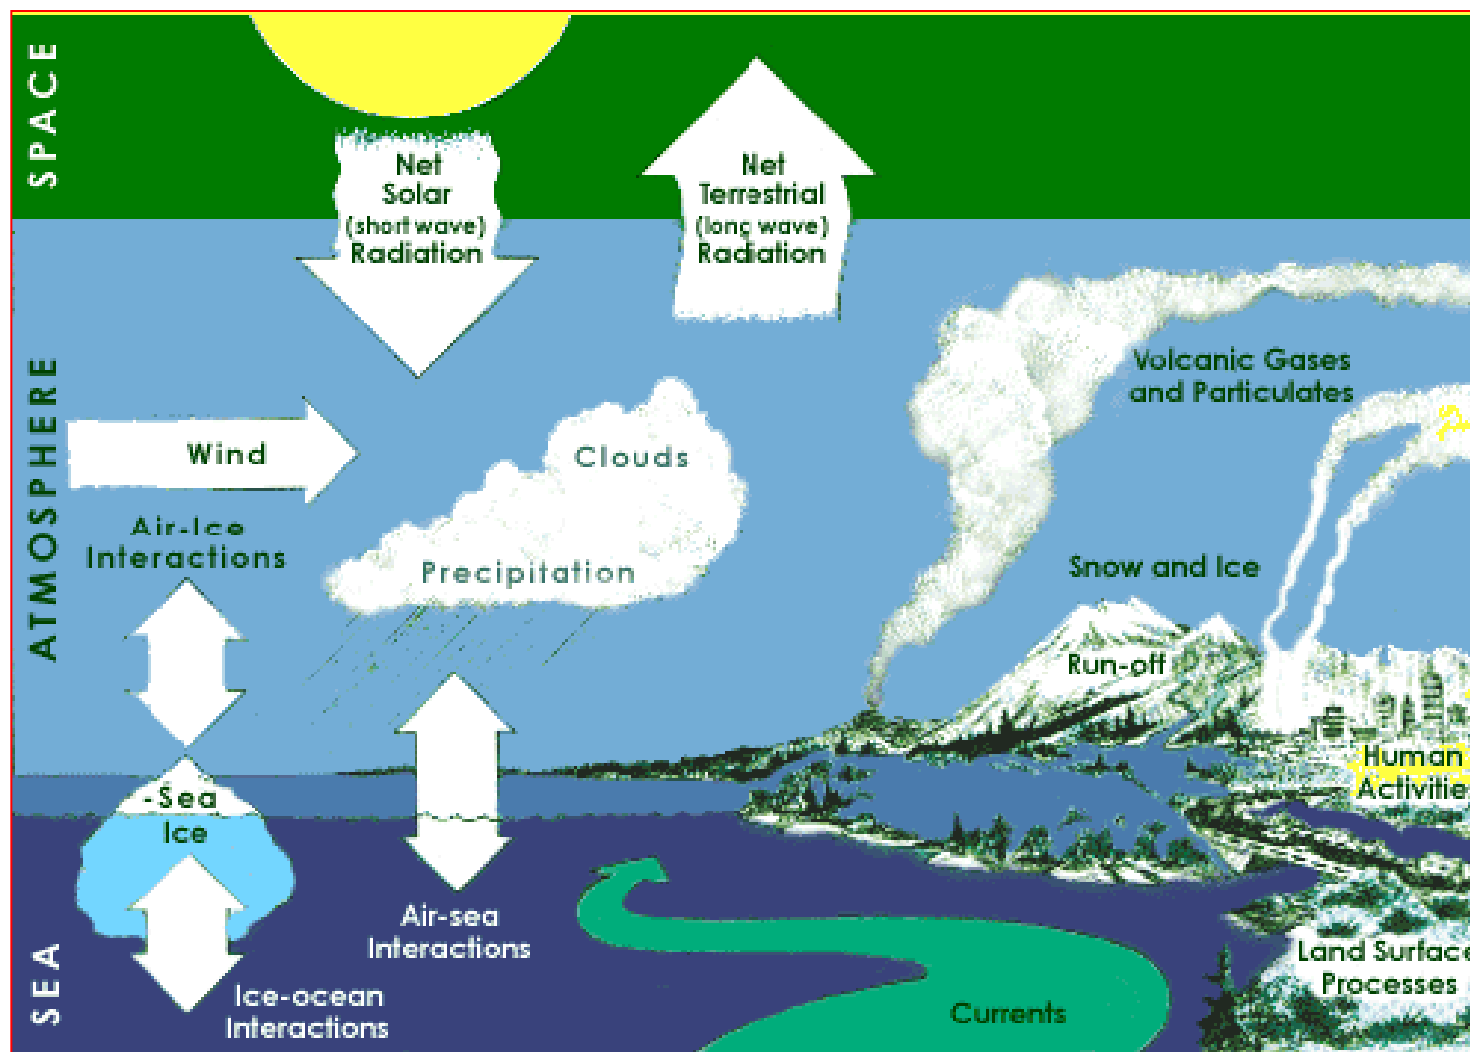 SPACE
Net
Solar
(short wave)
Radiation
Net
Terrestrial
(long wave)
Radiation
ATMOSPHERE
Volcanic Gases
and Particulates
Wind
Clouds
Air-Ice
Interactions
Precipitation
Snow and Ice
Run-off
Human
Activitie
-Sea
Ice
SEA
Air-sea
Interactions
Ice-ocean
Interactions
Currents
Land Surface
Processes